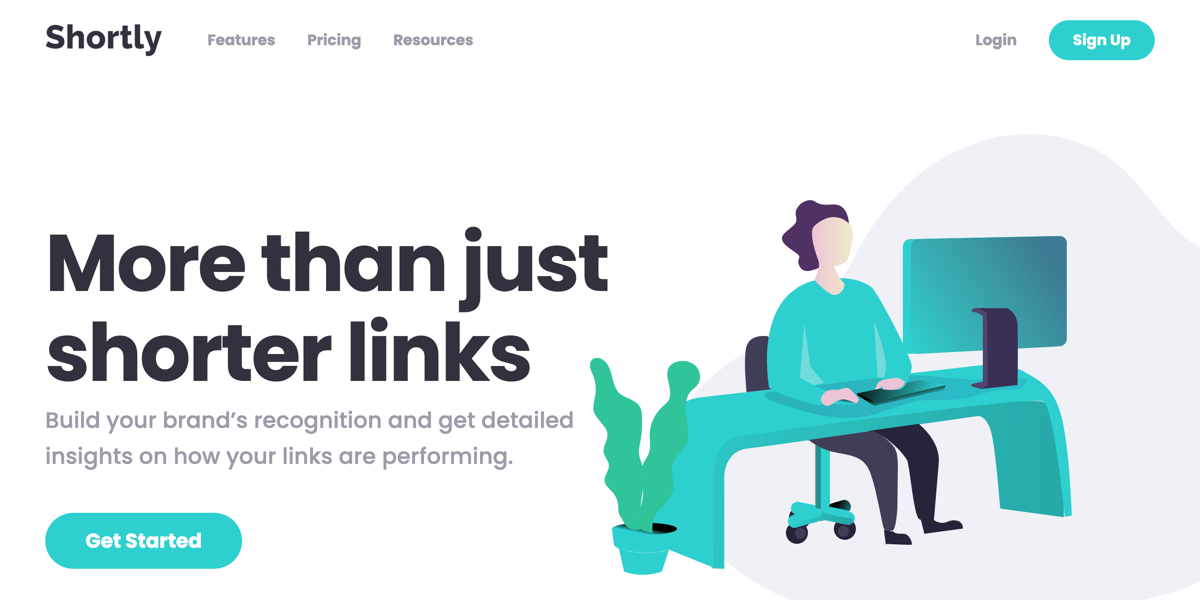 Shortly
Features
Pricing
Resources
Login
Sign Up
More than just
shorter links
Build your brand’s recognition and get detailed
insights on how your links are performing.
Get Started